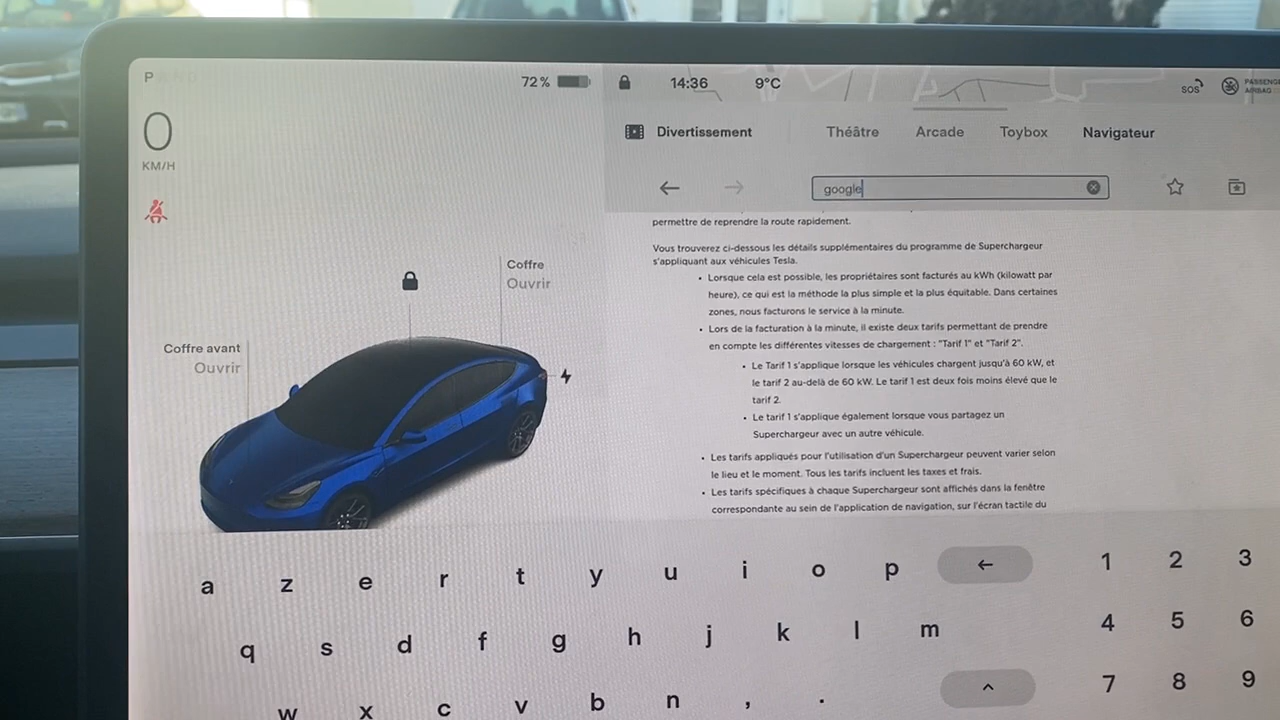 P
72 %
14:36
9°C
SOS
PASSENGE
AIRBAG
0
KM/H
Divertissement
Théâtre
Arcade
Toybox
Navigateur
google
Coffre
Ouvrir
Coffre avant
Ouvrir
permettre de reprendre la route rapidement.
Vous trouverez ci-dessous les détails supplémentaires du programme de Superchargeur
s'appliquant aux véhicules Tesla.
• Lorsque cela est possible, les propriétaires sont facturés au kWh (kilowatt par
heure), ce qui est la méthode la plus simple et la plus équitable. Dans certaines
zones, nous facturons le service à la minute.
• Lors de la facturation à la minute, il existe deux tarifs permettant de prendre
en compte les différentes vitesses de chargement : "Tarif 1" et "Tarif 2".
• Le Tarif 1 s'applique lorsque les véhicules chargent jusqu'à 60 kW, et
le tarif 2 au-delà de 60 kW. Le tarif 1 est deux fois moins élevé que le
tarif 2.
• Le tarif 1 s'applique également lorsque vous partagez un
Superchargeur avec un autre véhicule.
• Les tarifs appliqués pour l'utilisation d'un Superchargeur peuvent varier selon
le lieu et le moment. Tous les tarifs incluent les taxes et frais.
• Les tarifs spécifiques à chaque Superchargeur sont affichés dans la fenêtre
correspondante au sein de l'application de navigation, sur l'écran tactile du
a z e r t y u i o p ← 1 2 3
q s d f g h j k l m 4 5 6
w x c v b n , . ^ 7 8 9